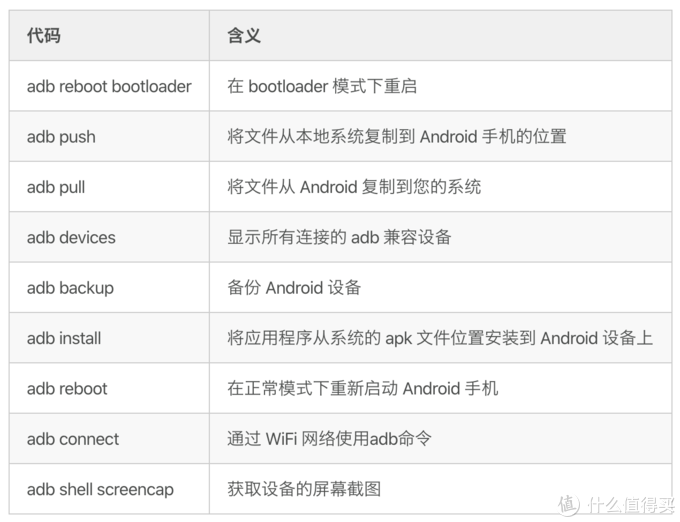 代码 含义
adb reboot bootloader 在 bootloader 模式下重启
adb push 将文件从本地系统复制到 Android 手机的位置
adb pull 将文件从 Android 复制到您的系统
adb devices 显示所有连接的 adb 兼容设备
adb backup 备份 Android 设备
adb install 将应用程序从系统的 apk 文件位置安装到 Android 设备上
adb reboot 在正常模式下重新启动 Android 手机
adb connect 通过 WiFi 网络使用adb命令
adb shell screencap 获取设备的屏幕截图
值 什么值得买